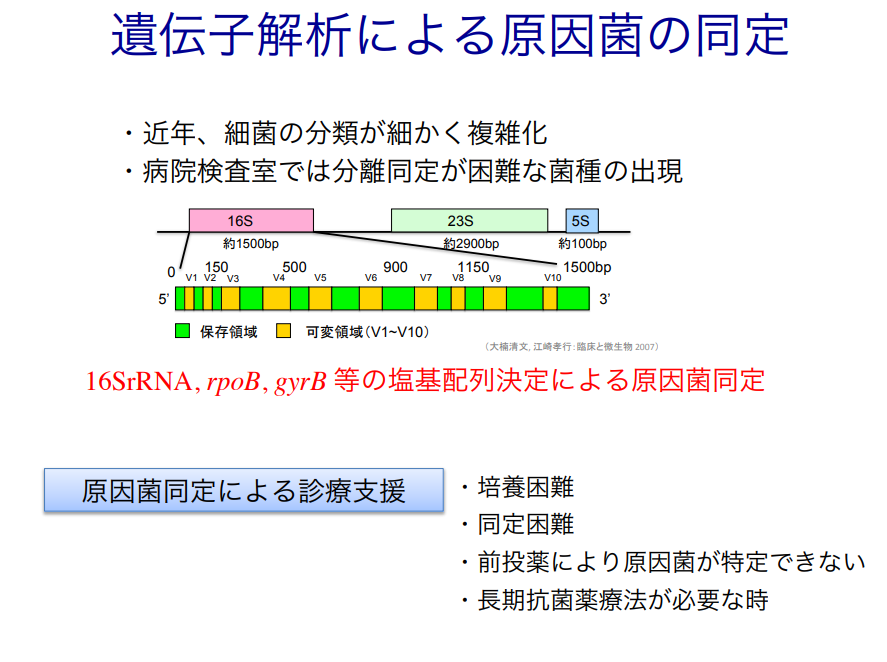 遺伝子解析による原因菌の同定
・近年、細菌の分類が細かく複雑化
・病院検査室では分離同定が困難な菌種の出現
16S 23S 5S
約1500bp 約2900bp 約100bp
0 150 500 900 1150 1500bp
V1 V2 V3 V4 V5 V6 V7 V8 V9 V10
5’ 3’
保存領域 可変領域（V1~V10）
（大楠清文, 江崎孝行：臨床と微生物 2007）
16SrRNA, rpoB, gyrB 等の塩基配列決定による原因菌同定
原因菌同定による診療支援
・培養困難
・同定困難
・前投薬により原因菌が特定できない
・長期抗菌薬療法が必要な時